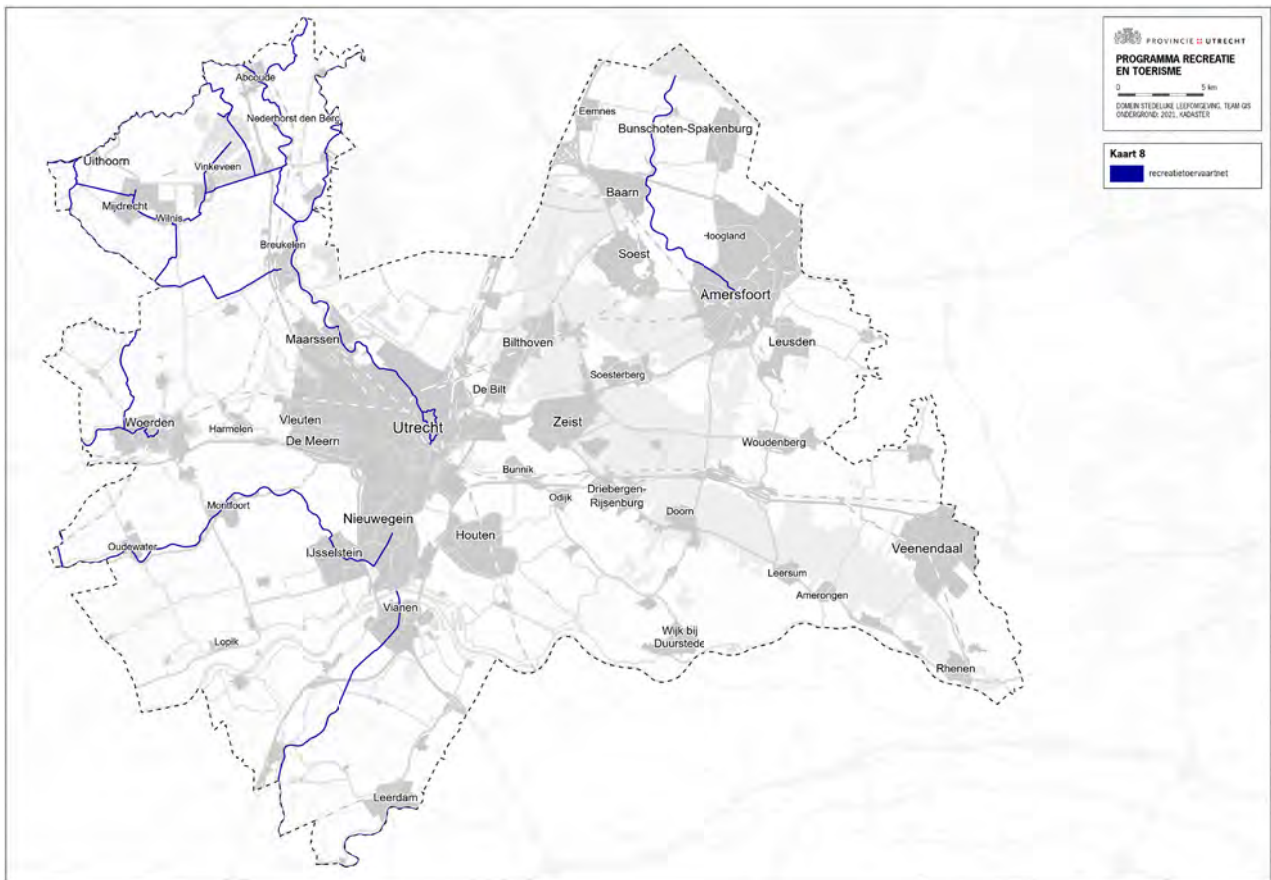 PROVINCIE UTRECHT
PROGRAMMA RECREATIE
EN TOERISME
0 5 km
DOMEIN STEDELIJKE LEEFOMGEVING, TEAM GIS
ONDERGROND: 2021, KADASTER
Kaart 8
recreatietoervaartnet
Abcoude
Nederhorst den Berg
Eemnes
Bunschoten-Spakenburg
Uithoorn
Vinkeveen
Baarn
Mijdrecht
Wilnis
Hoogland
Breukelen
Soest
Amersfoort
Maarssen
Bilthoven
Leusden
Soesterberg
De Bilt
Woerden
Harmelen
Vleuten
Utrecht
Zeist
De Meern
Woudenberg
Bunnik
Driebergen-
Rijsenburg
Odijk
Montfoort
Doorn
Nieuwegein
Houten
Oudewater
IJsselstein
Veenendaal
Leersum
Amerongen
Vianen
Lopik
Wijk bij
Duurstede
Rhenen
Leerdam